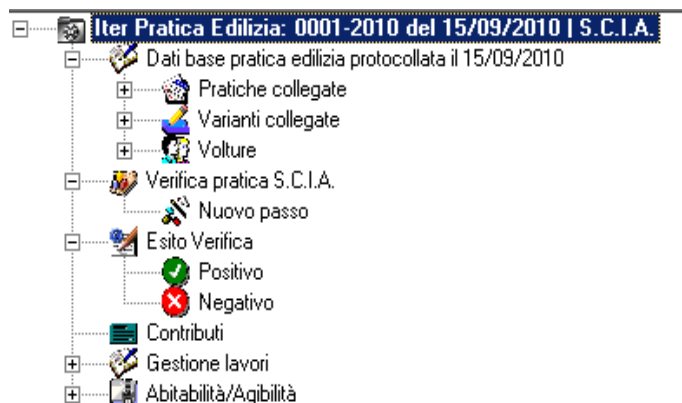 Iter Pratica Edilizia: 0001-2010 del 15/09/2010 | S.C.I.A.
Dati base pratica edilizia protocollata il 15/09/2010
Pratiche collegate
Varianti collegate
Volture
Verifica pratica S.C.I.A.
Nuovo passo
Esito Verifica
Positivo
Negativo
Contributi
Gestione lavori
Abitabilità/Agibilità